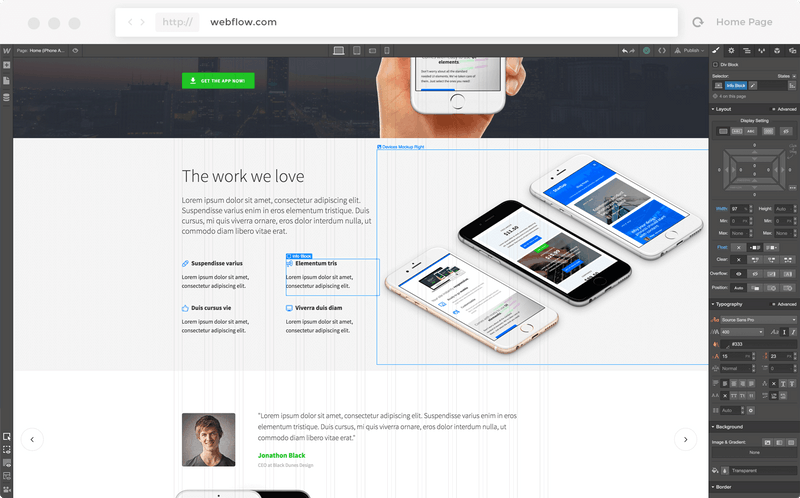 http://
webflow.com
Home Page
Page: Home (iPhone A...
Publish
GET THE APP NOW!
elements
Devices Mockup Right
The work we love
Lorem ipsum dolor sit amet, consectetur adipiscing elit.
Suspendisse varius enim in eros elementum tristique. Duis
cursus, mi quis viverra ornare, eros dolor interdum nulla, ut
commodo diam libero vitae erat.
Info Block
Suspendisse varius
Elementum tris
Lorem ipsum dolor sit amet,
consectetur adipiscing elit.
Lorem ipsum dolor sit amet,
consectetur adipiscing elit.
Duis cursus vie
Viverra duis diam
Lorem ipsum dolor sit amet,
consectetur adipiscing elit.
Lorem ipsum dolor sit amet,
consectetur adipiscing elit.
Startup
"Lorem ipsum dolor sit amet, consectetur adipiscing elit. Suspendisse varius enim in eros
elementum tristique. Duis cursus, mi quis viverra ornare, eros dolor interdum nulla, ut commodo diam libero
vitae erat."
Jonathon Black
CEO at Black Dunes Design
Div Block
Selector: States
Info Block
4 on this page
Layout Advanced
Display Setting
Width: 97 % Height: Auto
Min: 0 Min: 0
Max: None Max: None
Float:
Clear:
Overflow:
Position: Auto
Typography Advanced
Source Sans Pro
400
#333
15 23
Normal 0
Auto
Background
Image & Gradient:
None
Transparent
Border